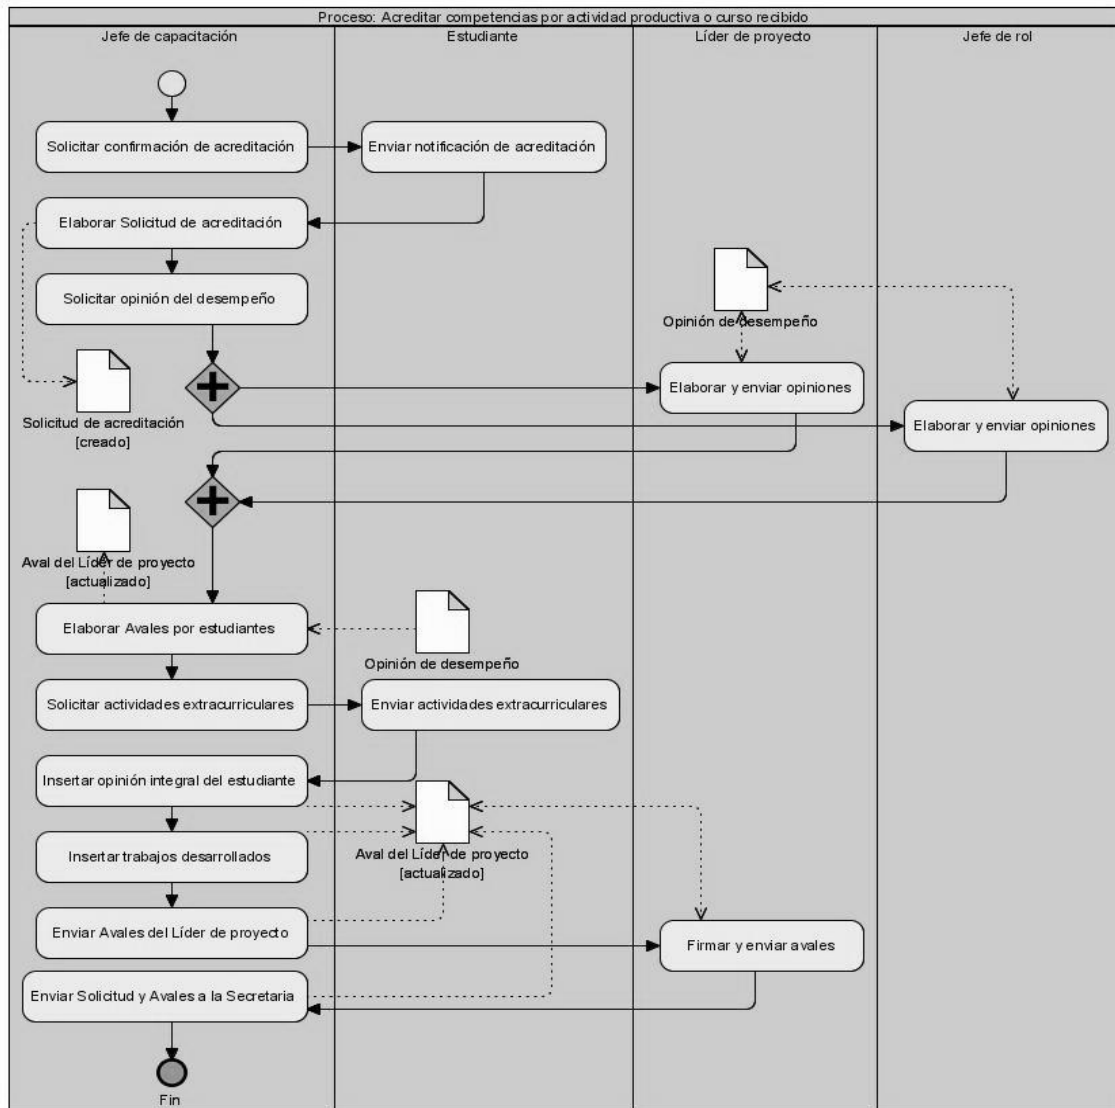 Proceso: Acreditar competencias por actividad productiva o curso recibido
Jefe de capacitación
Estudiante
Líder de proyecto
Jefe de rol
Solicitar confirmación de acreditación
Enviar notificación de acreditación
Elaborar Solicitud de acreditación
Solicitar opinión del desempeño
Opinión de desempeño
Elaborar y enviar opiniones
Elaborar y enviar opiniones
Solicitud de acreditación
[creado]
Aval del Líder de proyecto
[actualizado]
Elaborar Avales por estudiantes
Opinión de desempeño
Solicitar actividades extracurriculares
Enviar actividades extracurriculares
Insertar opinión integral del estudiante
Insertar trabajos desarrollados
Aval del Líder de proyecto
[actualizado]
Enviar Avales del Líder de proyecto
Firmar y enviar avales
Enviar Solicitud y Avales a la Secretaria
Fin